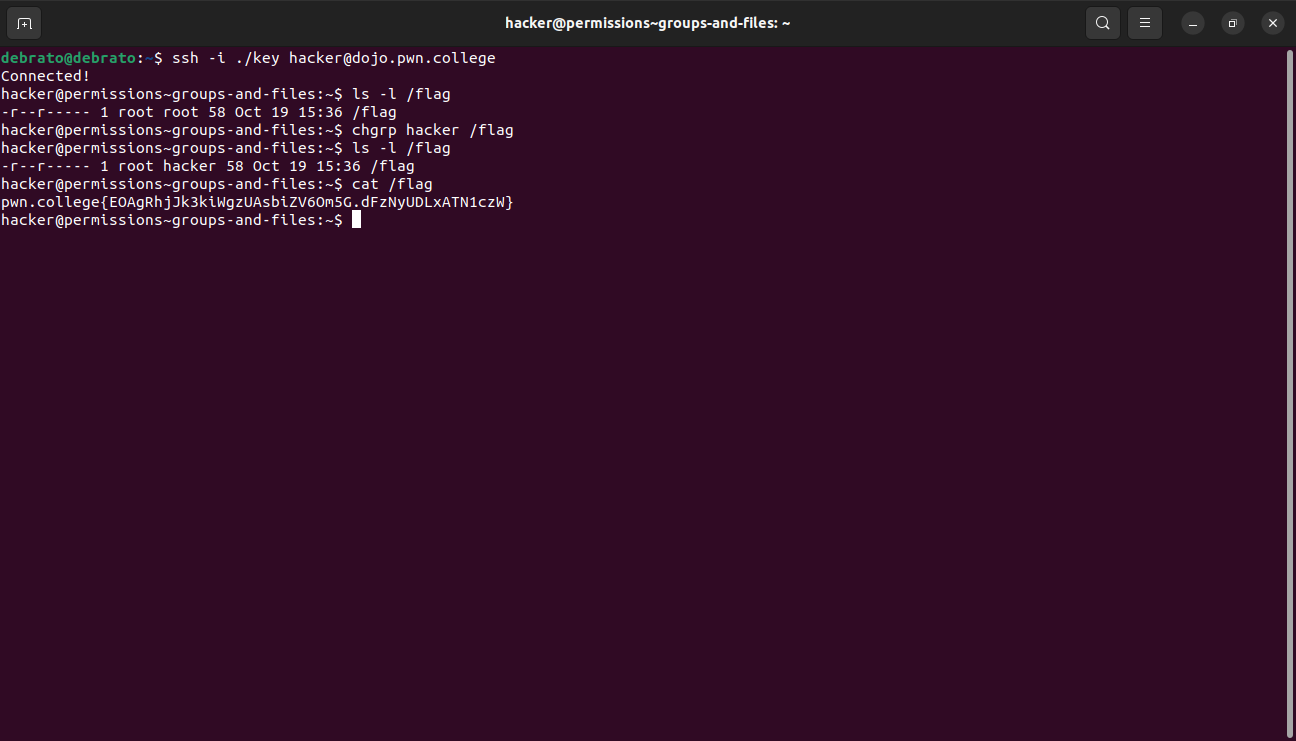 hacker@permissions~groups-and-files: ~
debrato@debrato:~$ ssh -i ./key hacker@dojo.pwn.college
Connected!
hacker@permissions~groups-and-files:~$ ls -l /flag
-r--r----- 1 root root 58 Oct 19 15:36 /flag
hacker@permissions~groups-and-files:~$ chgrp hacker /flag
hacker@permissions~groups-and-files:~$ ls -l /flag
-r--r----- 1 root hacker 58 Oct 19 15:36 /flag
hacker@permissions~groups-and-files:~$ cat /flag
pwn.college{EOAgRhjJk3kiWgzUAsbiZV6Om5G.dFzNyUDLxATN1czW}
hacker@permissions~groups-and-files:~$